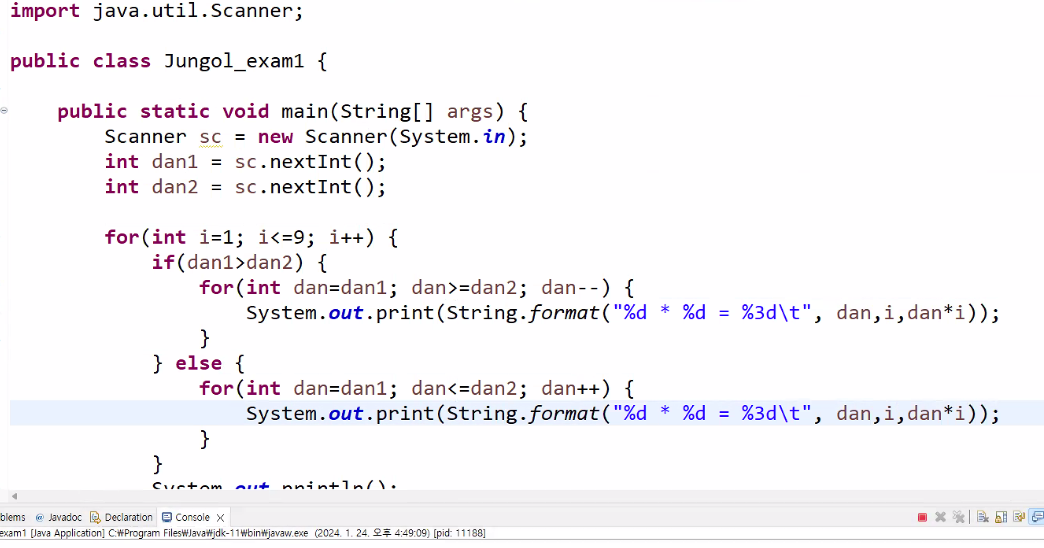 import java.util.Scanner;
public class Jungol_exam1 {
public static void main(String[] args) {
Scanner sc = new Scanner(System.in);
int dan1 = sc.nextInt();
int dan2 = sc.nextInt();
for(int i=1; i<=9; i++) {
if(dan1>dan2) {
for(int dan=dan1; dan>=dan2; dan--) {
System.out.print(String.format("%d * %d = %3d\t", dan,i,dan*i));
}
} else {
for(int dan=dan1; dan<=dan2; dan++) {
System.out.print(String.format("%d * %d = %3d\t", dan,i,dan*i));
}
}
System.out.println();
blems @ Javadoc Declaration Console
exam1 [Java Application] C:₩Program Files₩Java₩jdk-11₩bin₩javaw.exe (2024. 1. 24. 오후 4:49:09) [pid: 11188]